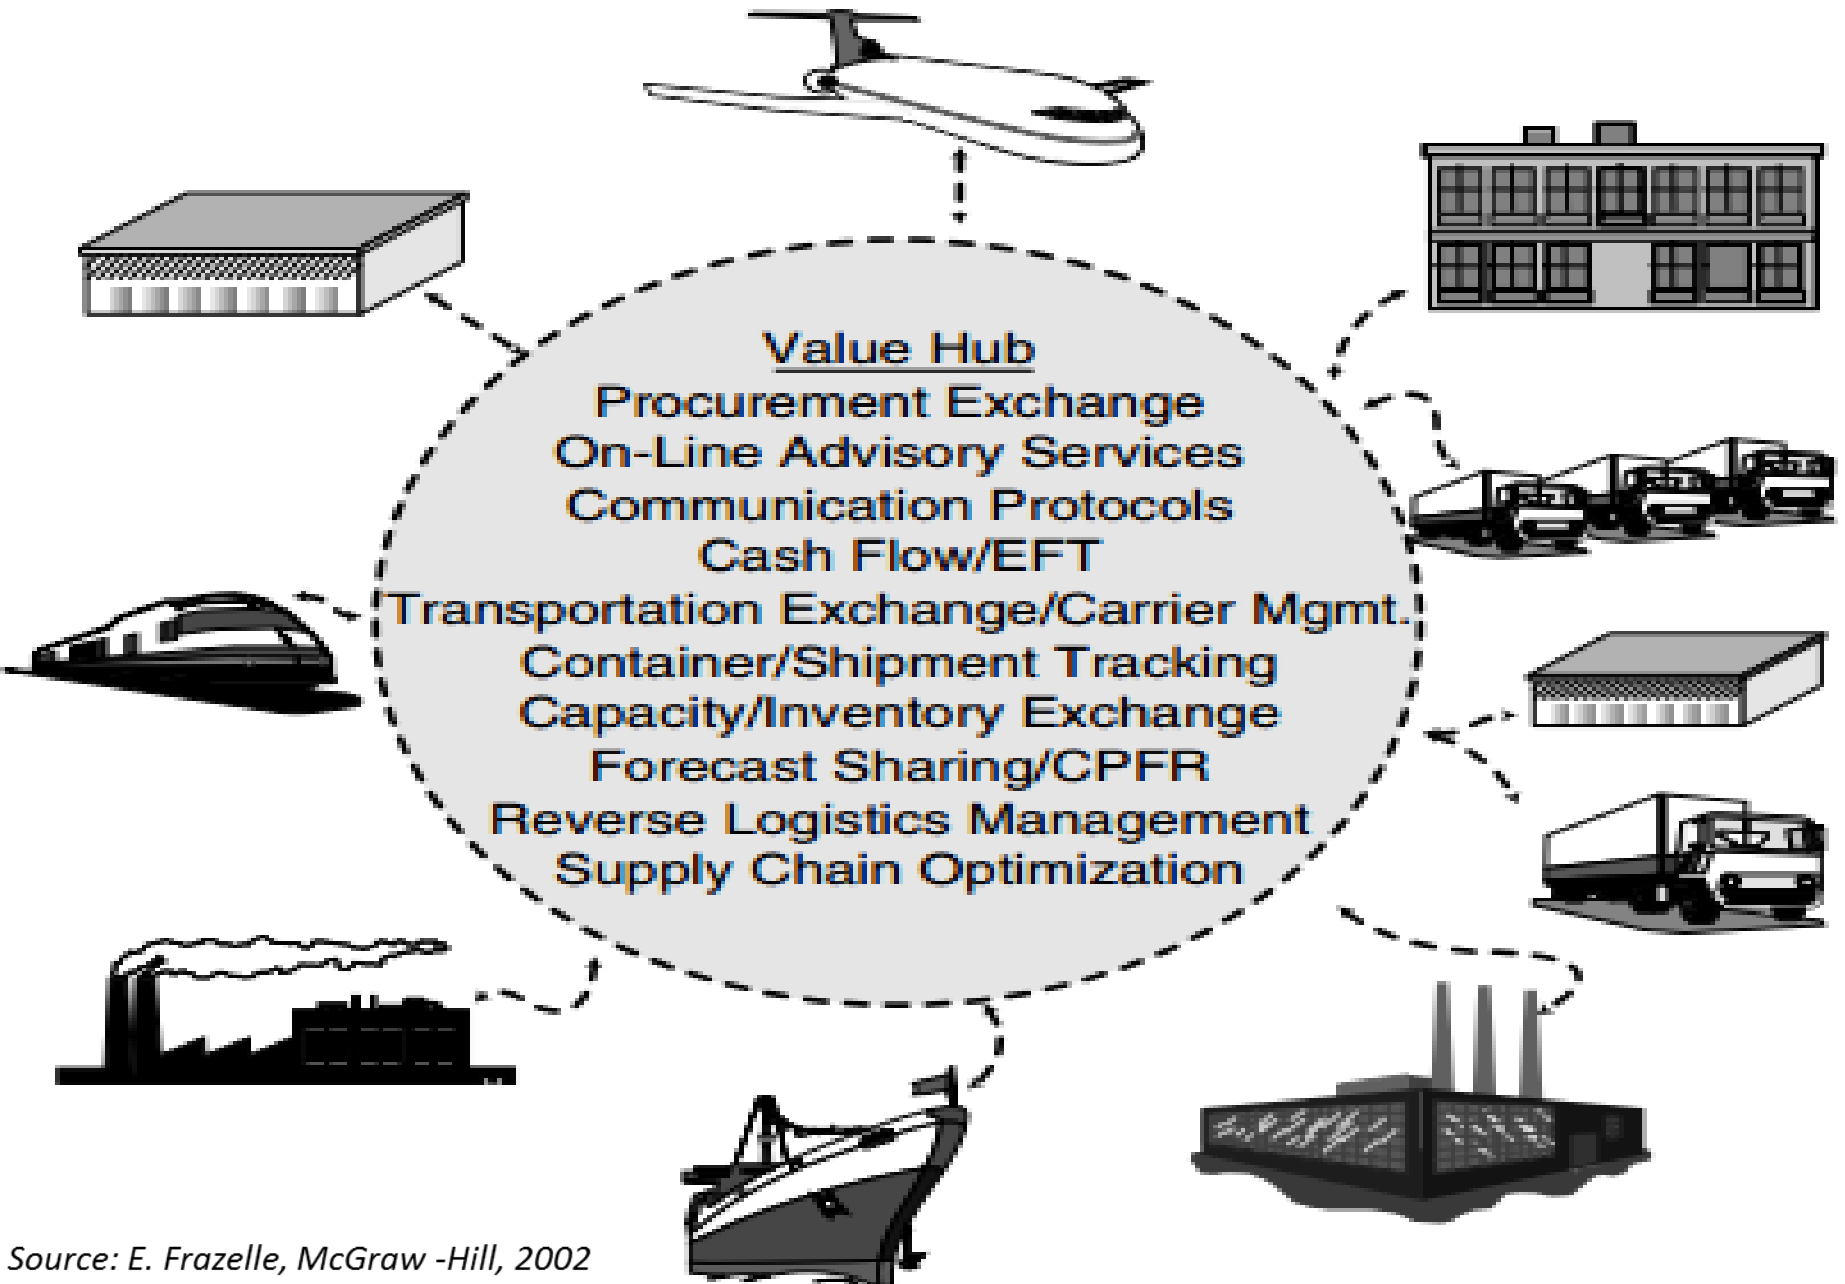 Value Hub
Procurement Exchange
On-Line Advisory Services
Communication Protocols
Cash Flow/EFT
Transportation Exchange/Carrier Mgmt.
Container/Shipment Tracking
Capacity/Inventory Exchange
Forecast Sharing/CPFR
Reverse Logistics Management
Supply Chain Optimization
Source: E. Frazelle, McGraw -Hill, 2002